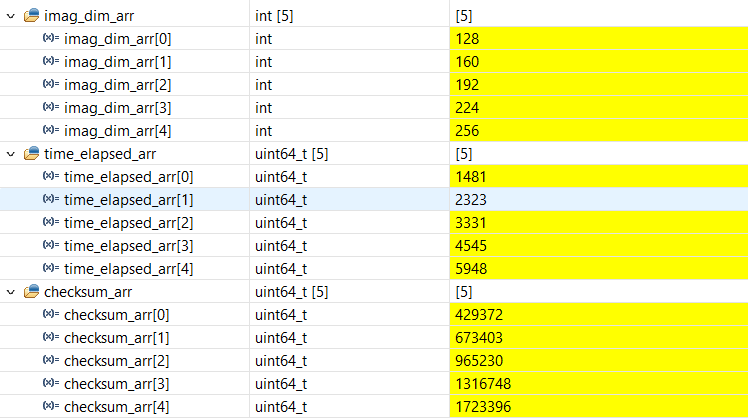 imag_dim_arr int [5] [5]
(x)= imag_dim_arr[0] int 128
(x)= imag_dim_arr[1] int 160
(x)= imag_dim_arr[2] int 192
(x)= imag_dim_arr[3] int 224
(x)= imag_dim_arr[4] int 256
time_elapsed_arr uint64_t [5] [5]
(x)= time_elapsed_arr[0] uint64_t 1481
(x)= time_elapsed_arr[1] uint64_t 2323
(x)= time_elapsed_arr[2] uint64_t 3331
(x)= time_elapsed_arr[3] uint64_t 4545
(x)= time_elapsed_arr[4] uint64_t 5948
checksum_arr uint64_t [5] [5]
(x)= checksum_arr[0] uint64_t 429372
(x)= checksum_arr[1] uint64_t 673403
(x)= checksum_arr[2] uint64_t 965230
(x)= checksum_arr[3] uint64_t 1316748
(x)= checksum_arr[4] uint64_t 1723396